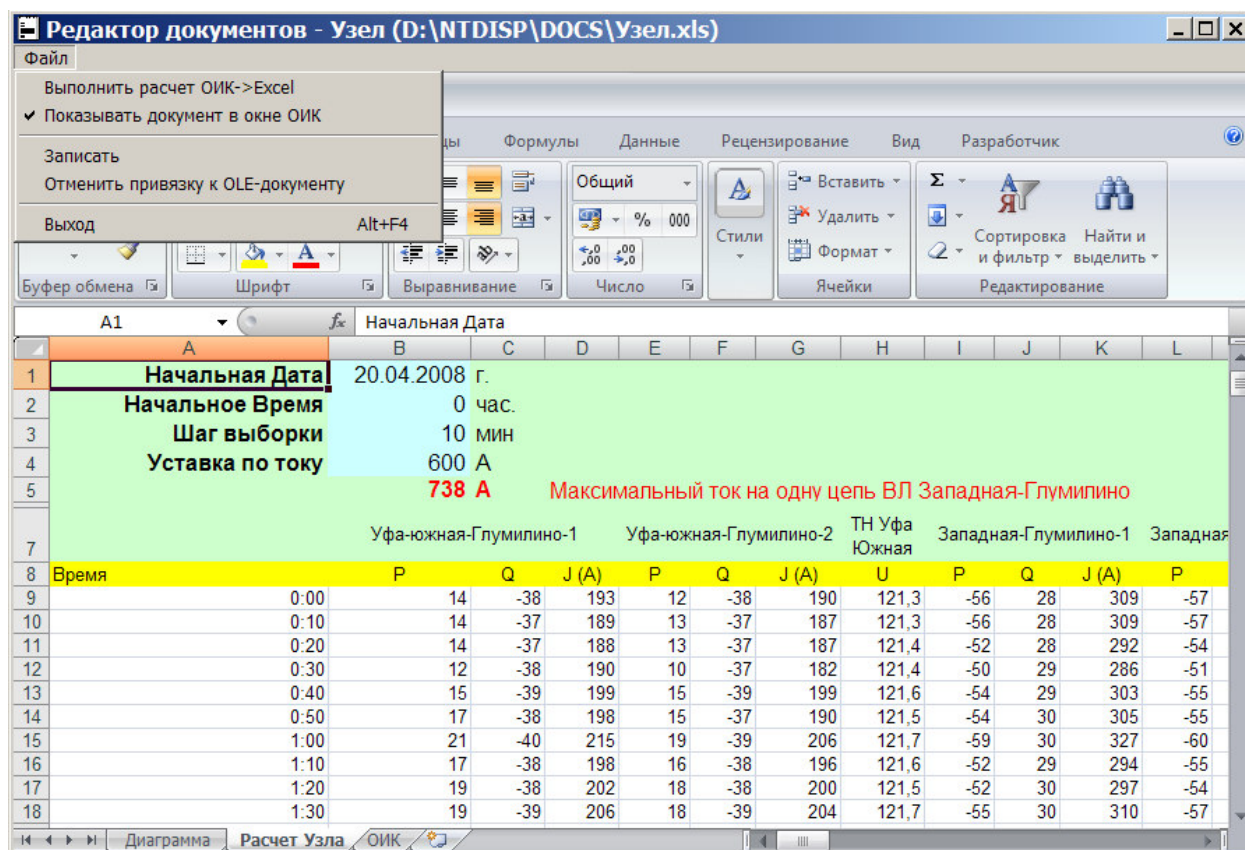 Редактор документов - Узел (D:\NTDISP\DOCS\Узел.xls)
Файл
Выполнить расчет ОИК->Excel
✔ Показывать документ в окне ОИК
Записать
Отменить привязку к OLE-документу
Выход Alt+F4
Формулы Данные Рецензирование Вид Разработчик
Общий
% 000
Стили
Вставить
Удалить
Формат
Σ
Сортировка и фильтр
Найти и выделить
Буфер обмена Шрифт Выравнивание Число Ячейки Редактирование
A1 fx Начальная Дата
A B C D E F G H I J K L
1 Начальная Дата 20.04.2008 г.
2 Начальное Время 0 час.
3 Шаг выборки 10 мин
4 Уставка по току 600 А
5 738 А Максимальный ток на одну цепь ВЛ Западная-Глумилино
7 Уфа-южная-Глумилино-1 Уфа-южная-Глумилино-2 ТН Уфа Южная Западная-Глумилино-1 Западная
8 Время P Q J (A) P Q J (A) U P Q J (A) P
9 0:00 14 -38 193 12 -38 190 121,3 -56 28 309 -57
10 0:10 14 -37 189 13 -37 187 121,3 -56 28 309 -57
11 0:20 14 -37 188 13 -37 187 121,4 -52 28 292 -54
12 0:30 12 -38 190 10 -37 182 121,4 -50 29 286 -51
13 0:40 15 -39 199 15 -39 199 121,6 -54 29 303 -55
14 0:50 17 -38 198 15 -37 190 121,5 -54 30 305 -55
15 1:00 21 -40 215 19 -39 206 121,7 -59 30 327 -60
16 1:10 17 -38 198 16 -38 196 121,6 -52 29 294 -55
17 1:20 19 -38 202 18 -38 200 121,5 -52 30 297 -54
18 1:30 19 -39 206 18 -39 204 121,7 -55 30 310 -57
Диаграмма Расчет Узла ОИК